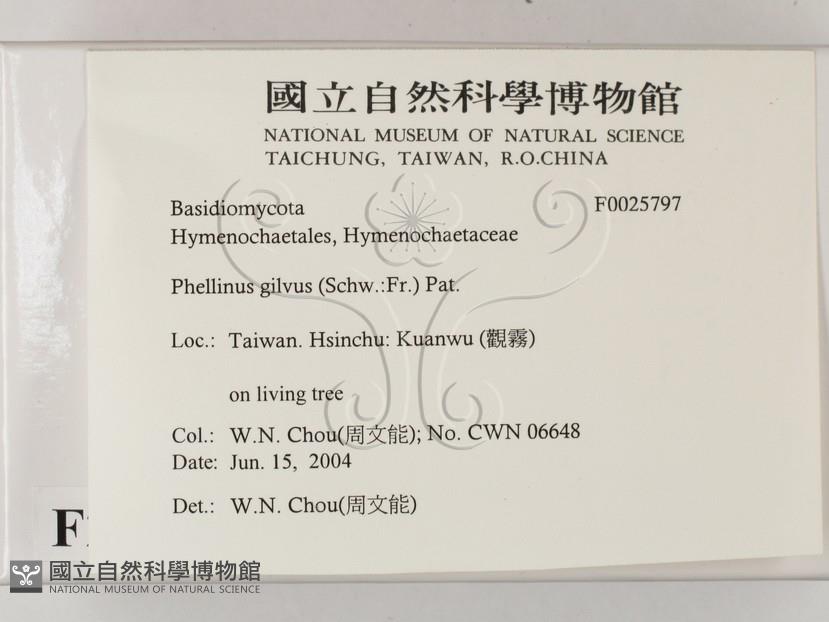 國立自然科學博物館
NATIONAL MUSEUM OF NATURAL SCIENCE
TAICHUNG, TAIWAN, R.O.CHINA
Basidiomycota F0025797
Hymenochaetales, Hymenochaetaceae
Phellinus gilvus (Schw.:Fr.) Pat.
Loc.: Taiwan. Hsinchu: Kuanwu (觀霧)
on living tree
Col.: W.N. Chou(周文能); No. CWN 06648
Date: Jun. 15, 2004
Det.: W.N. Chou(周文能)
國立自然科學博物館
NATIONAL MUSEUM OF NATURAL SCIENCE